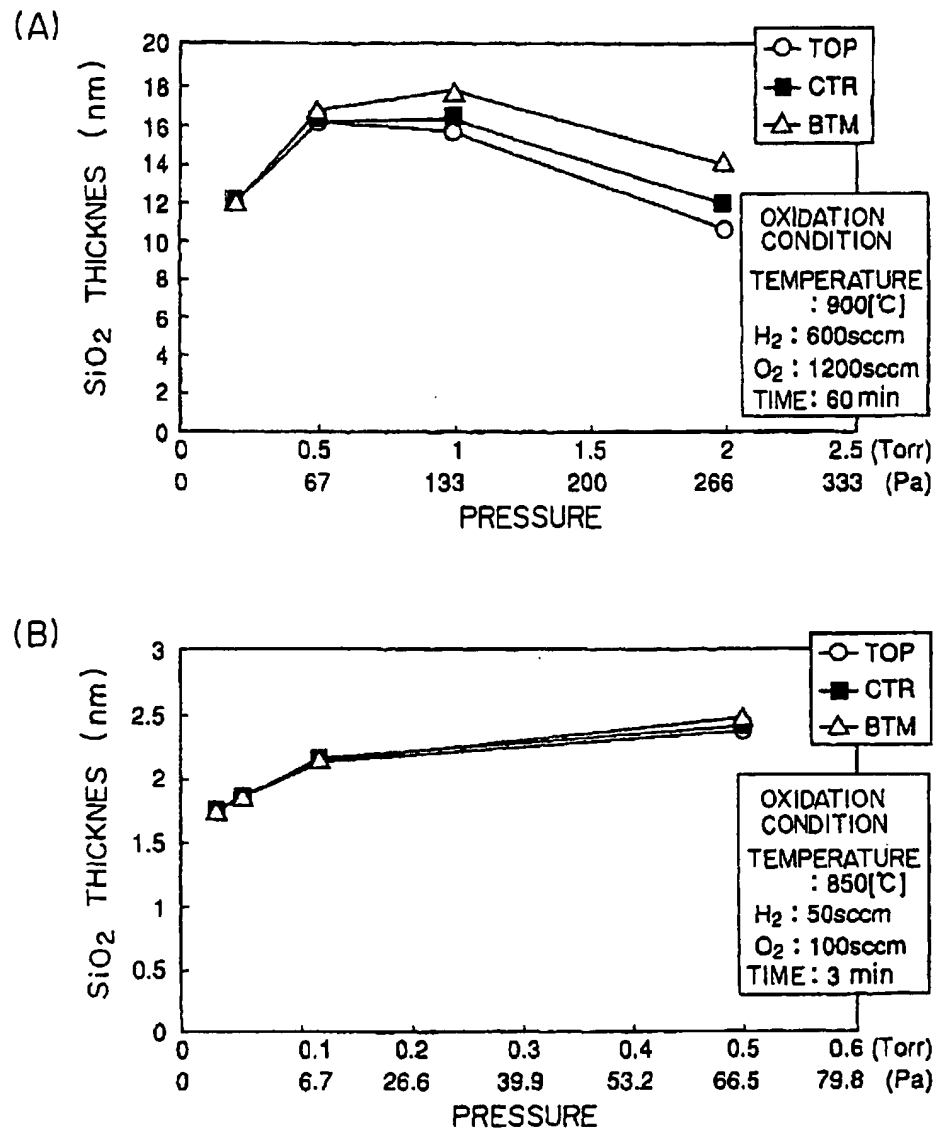 (A)
SiO2 THICKNES (nm)
20
18
16
14
12
10
8
6
4
2
0
TOP
CTR
BTM
OXIDATION
CONDITION
TEMPERATURE
: 900[℃]
H2 : 600sccm
O2 : 1200sccm
TIME : 60 min
0 0.5 1 1.5 2 2.5 (Torr)
0 67 133 200 266 333 (Pa)
PRESSURE
(B)
SiO2 THICKNES (nm)
3
2.5
2
1.5
1
0.5
0
TOP
CTR
BTM
OXIDATION
CONDITION
TEMPERATURE
: 850[℃]
H2 : 50sccm
O2 : 100sccm
TIME : 3 min
0 0.1 0.2 0.3 0.4 0.5 0.6 (Torr)
0 6.7 26.6 39.9 53.2 66.5 79.8 (Pa)
PRESSURE